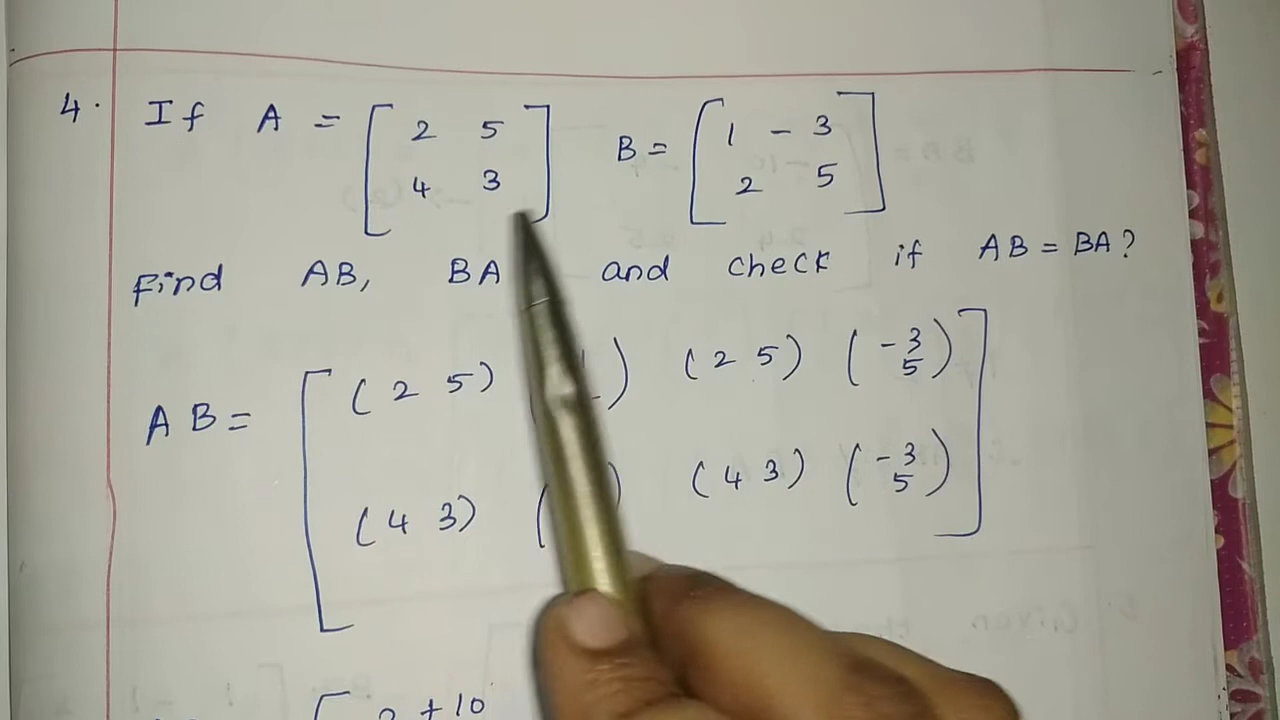 4. If A = [ 2 5 B = [ 1 -3
4 3 ] 2 5 ]
Find AB, BA and check if AB = BA?
AB = [ (2 5) (2 5) (-3
5)
(4 3) (4 3) (-3
5) ]
+ 10